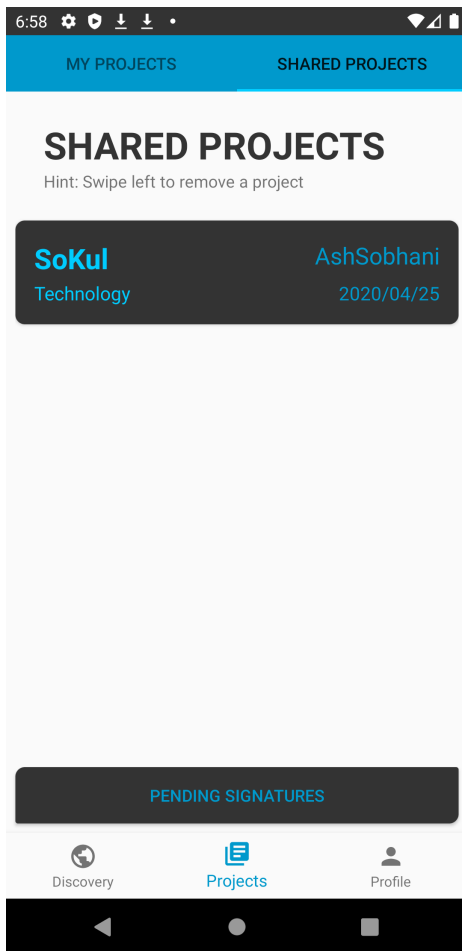 6:58
MY PROJECTS SHARED PROJECTS
SHARED PROJECTS
Hint: Swipe left to remove a project
SoKul AshSobhani
Technology 2020/04/25
PENDING SIGNATURES
Discovery Projects Profile